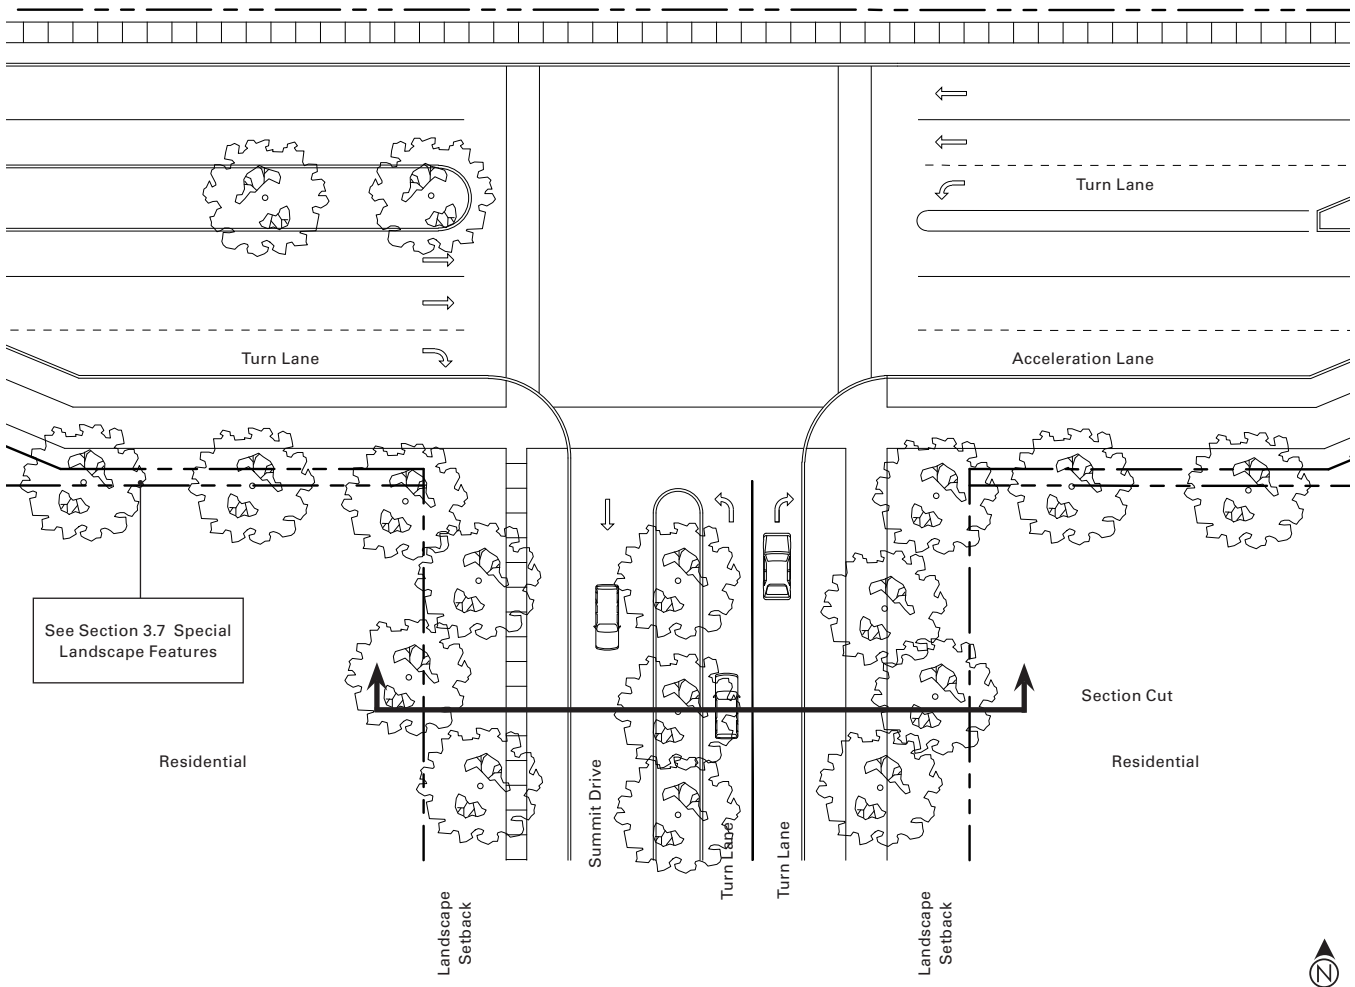 Turn Lane
Turn Lane
Acceleration Lane
See Section 3.7 Special
Landscape Features
Section Cut
Residential
Residential
Summit Drive
Turn Lane
Turn Lane
Landscape
Setback
Landscape
Setback
N